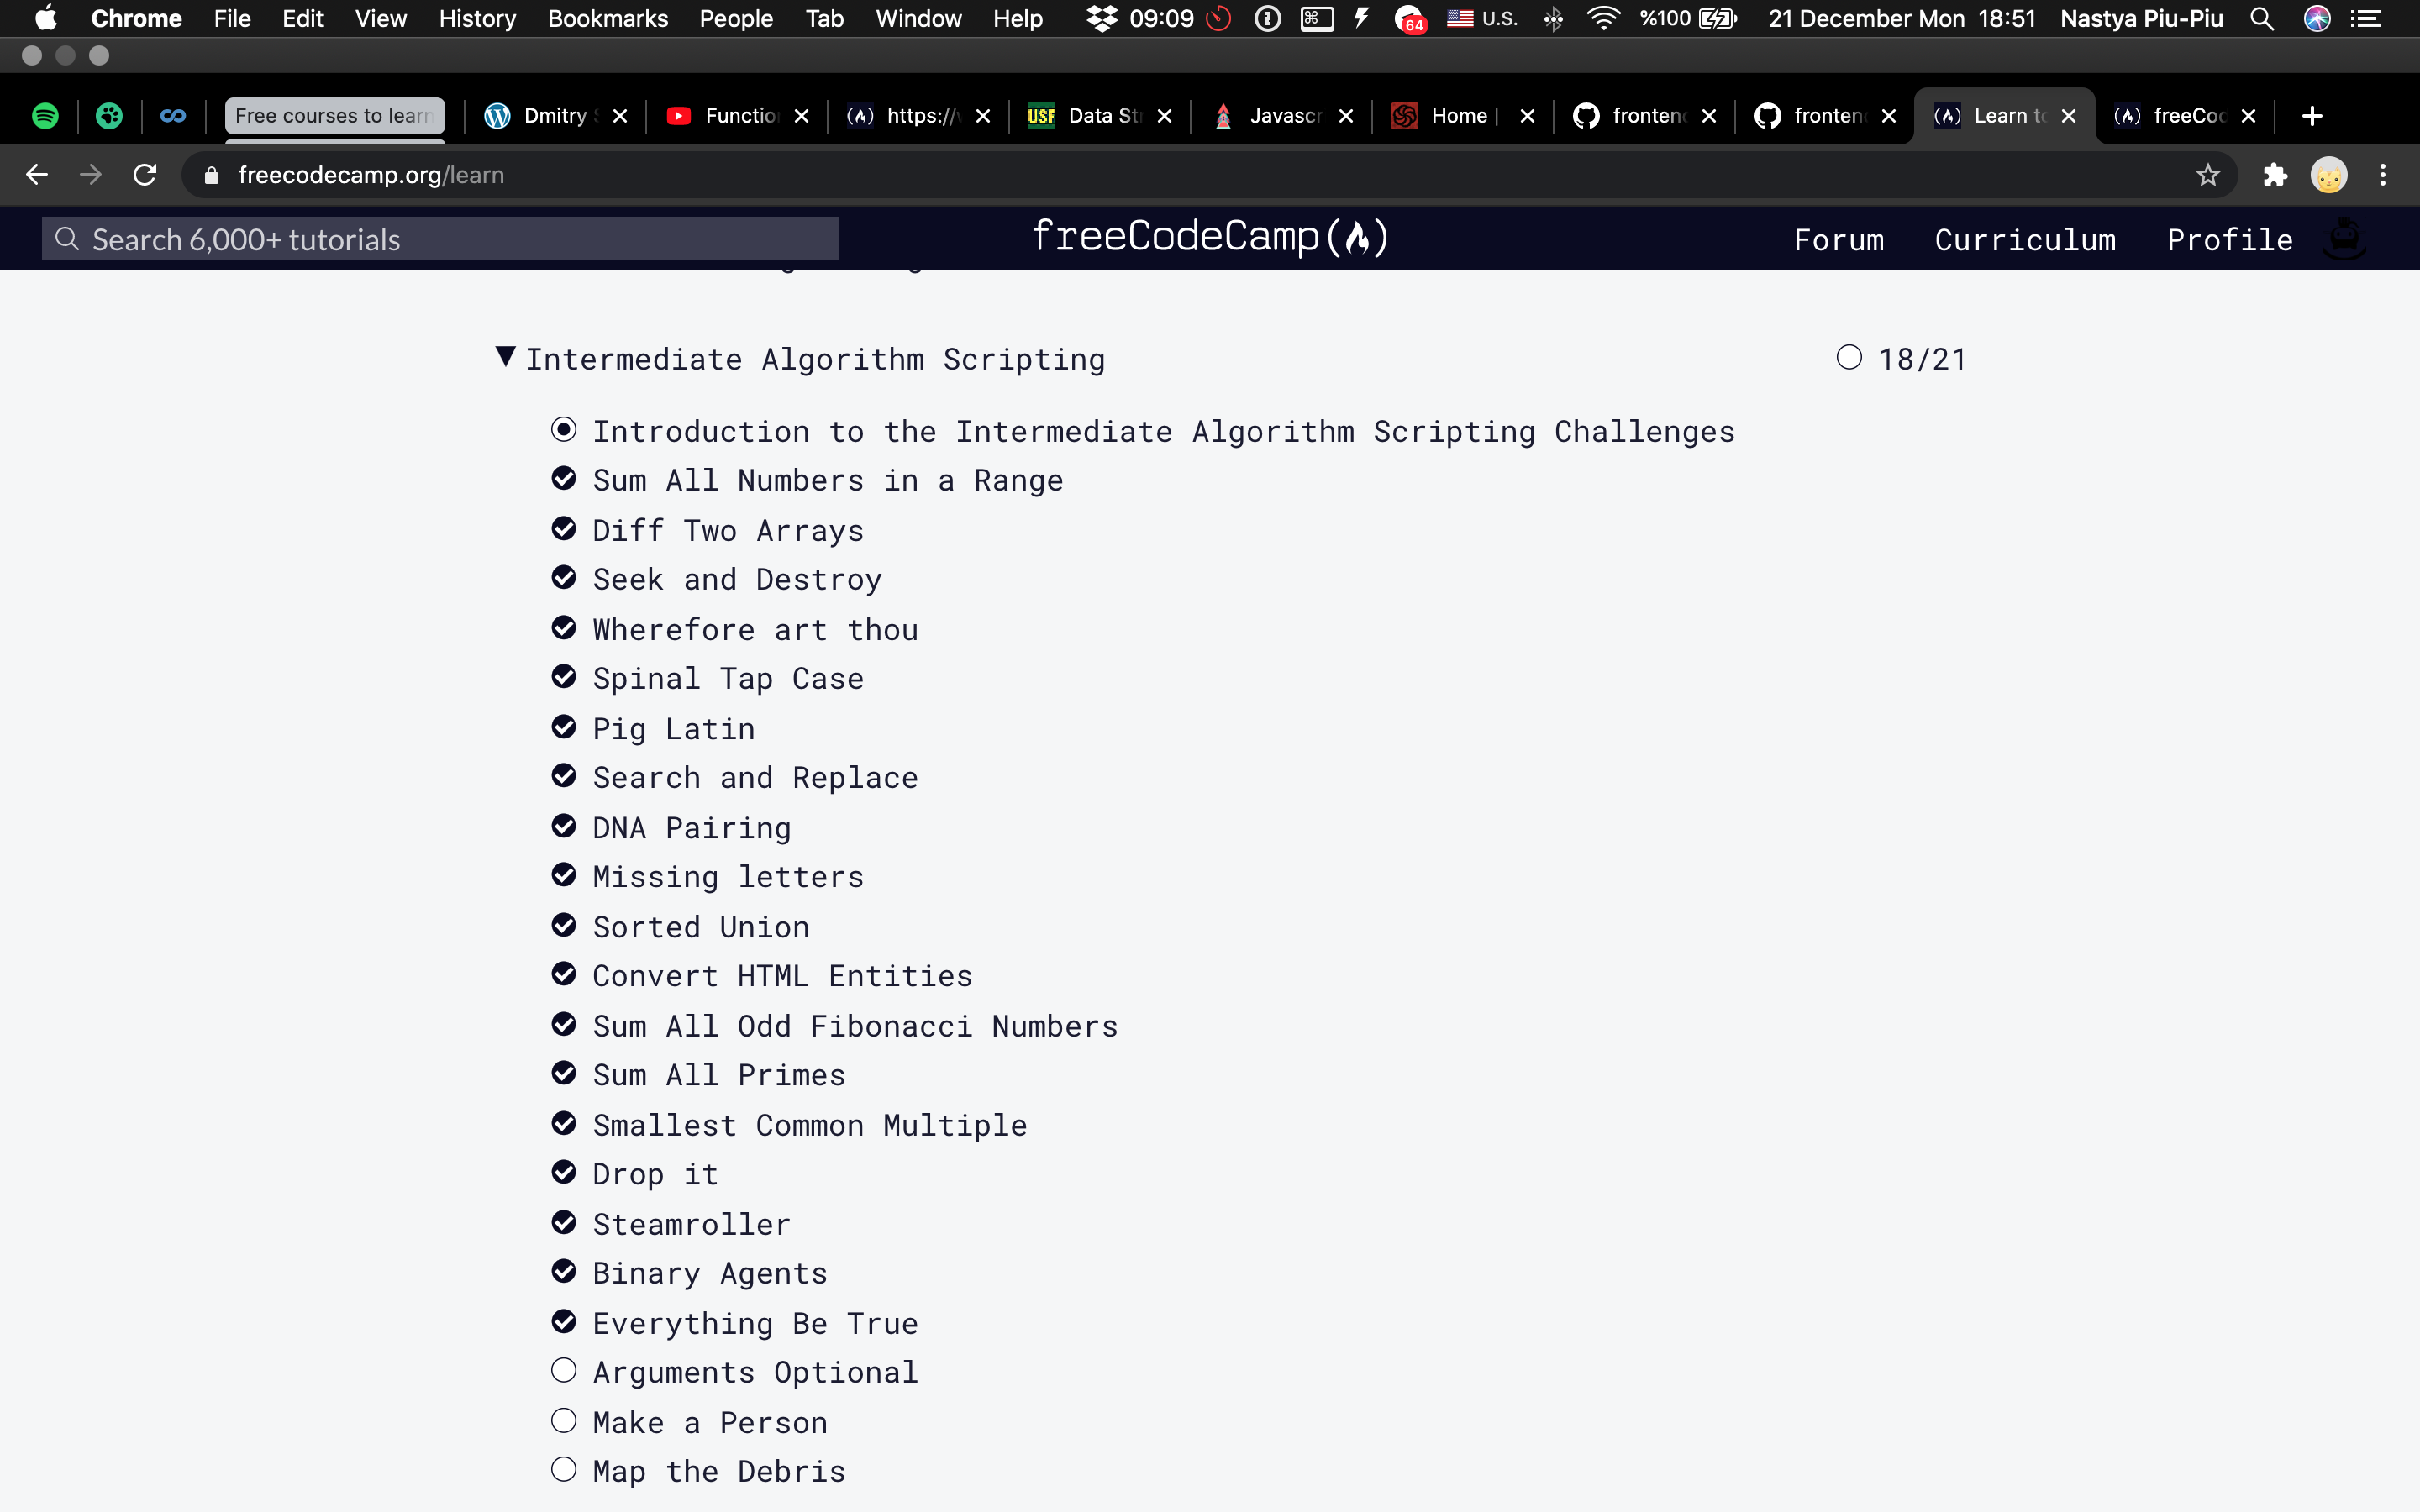 Chrome File Edit View History Bookmarks People Tab Window Help 09:09 64 U.S. %100 21 December Mon 18:51 Nastya Piu-Piu
Free courses to learn Dmitry Functio https:// USF Data St Javascr Home | fronten fronten Learn to freeCod
freecodecamp.org/learn
Search 6,000+ tutorials freeCodeCamp Forum Curriculum Profile
Intermediate Algorithm Scripting 18/21
Introduction to the Intermediate Algorithm Scripting Challenges
Sum All Numbers in a Range
Diff Two Arrays
Seek and Destroy
Wherefore art thou
Spinal Tap Case
Pig Latin
Search and Replace
DNA Pairing
Missing letters
Sorted Union
Convert HTML Entities
Sum All Odd Fibonacci Numbers
Sum All Primes
Smallest Common Multiple
Drop it
Steamroller
Binary Agents
Everything Be True
Arguments Optional
Make a Person
Map the Debris